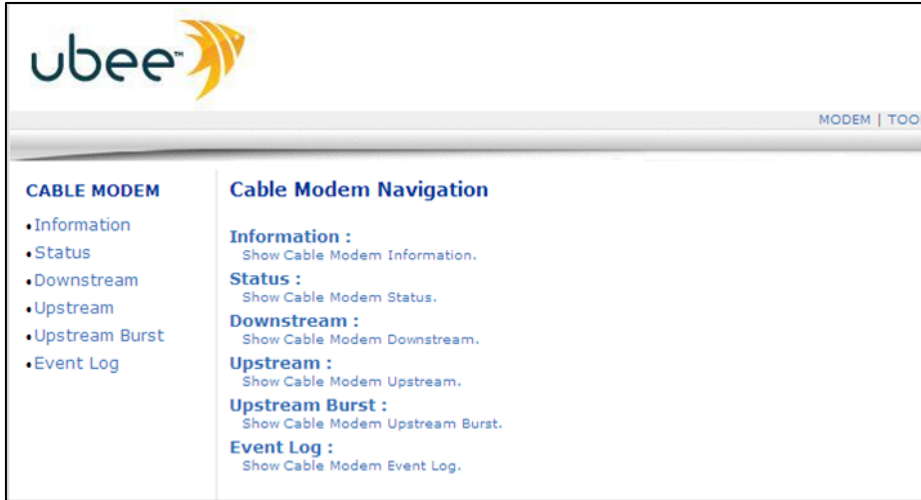 ubee™
MODEM | TOO
CABLE MODEM
•Information
•Status
•Downstream
•Upstream
•Upstream Burst
•Event Log
Cable Modem Navigation
Information :
Show Cable Modem Information.
Status :
Show Cable Modem Status.
Downstream :
Show Cable Modem Downstream.
Upstream :
Show Cable Modem Upstream.
Upstream Burst :
Show Cable Modem Upstream Burst.
Event Log :
Show Cable Modem Event Log.